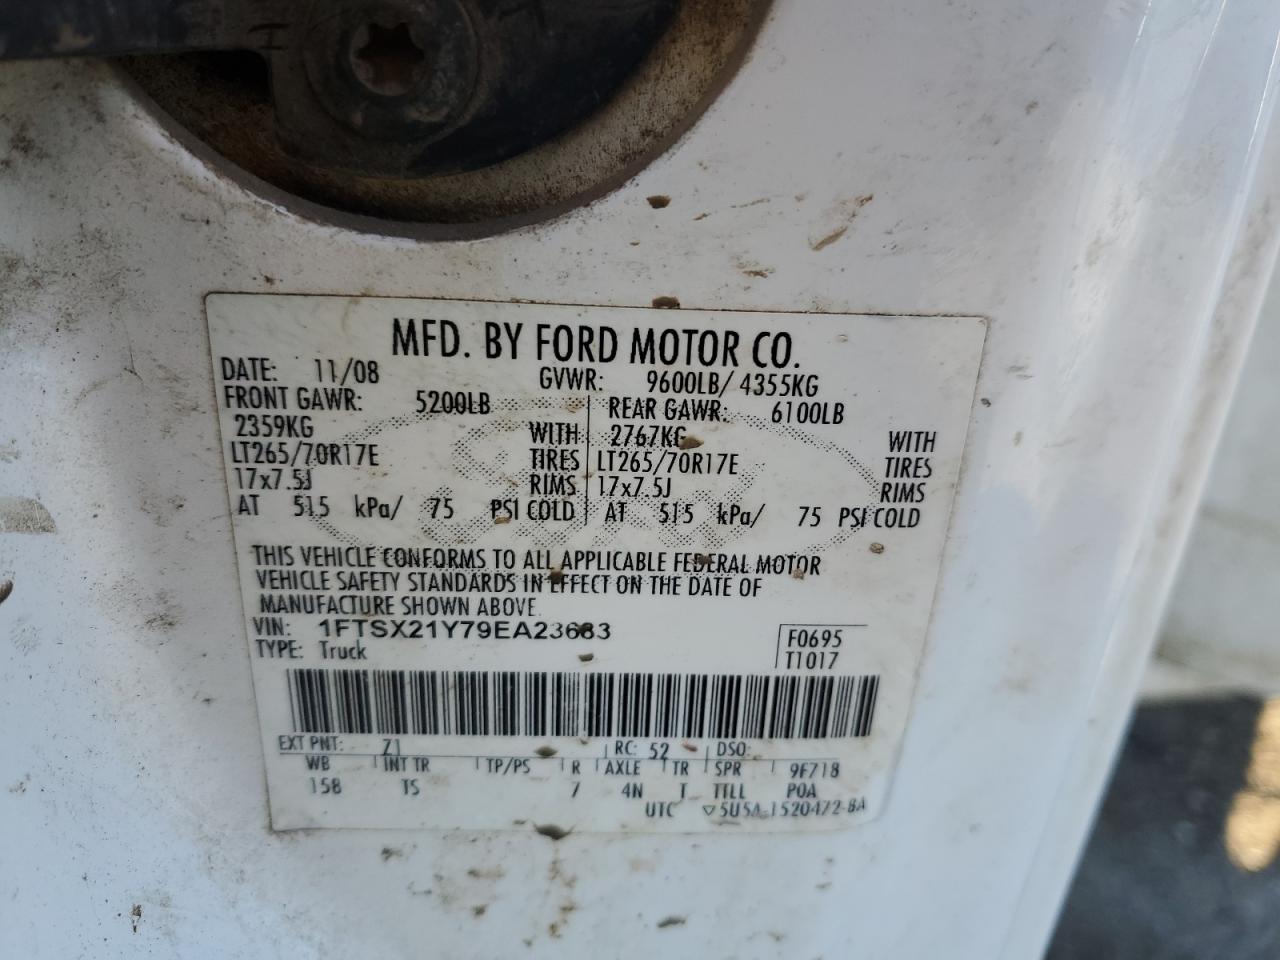 MFD. BY FORD MOTOR CO.
DATE: 11/08 GVWR: 9600LB/ 4355KG
FRONT GAWR: 5200LB REAR GAWR: 6100LB
2359KG WITH 2767KG WITH
LT265/70R17E TIRES LT265/70R17E TIRES
17x7.5J RIMS 17x7.5J RIMS
AT 515 kPa/ 75 PSI COLD AT 515 kPa/ 75 PSI COLD
THIS VEHICLE CONFORMS TO ALL APPLICABLE FEDERAL MOTOR
VEHICLE SAFETY STANDARDS IN EFFECT ON THE DATE OF
MANUFACTURE SHOWN ABOVE.
VIN: 1FTSX21Y79EA23683 F0695
TYPE: Truck T1017
EXT PNT: Z1 RC: 52 DSO:
WB INT TR TP/PS R AXLE TR SPR 9F718
158 TS 7 4N T TTLL POA
UTC ▽5U5A-1520472-BA